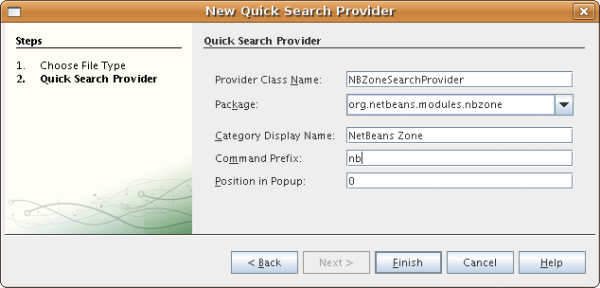 New Quick Search Provider
Steps
1. Choose File Type
2. Quick Search Provider
Quick Search Provider
Provider Class Name: NBZoneSearchProvider
Package: org.netbeans.modules.nbzone
Category Display Name: NetBeans Zone
Command Prefix: nb
Position in Popup: 0
< Back Next > Finish Cancel Help